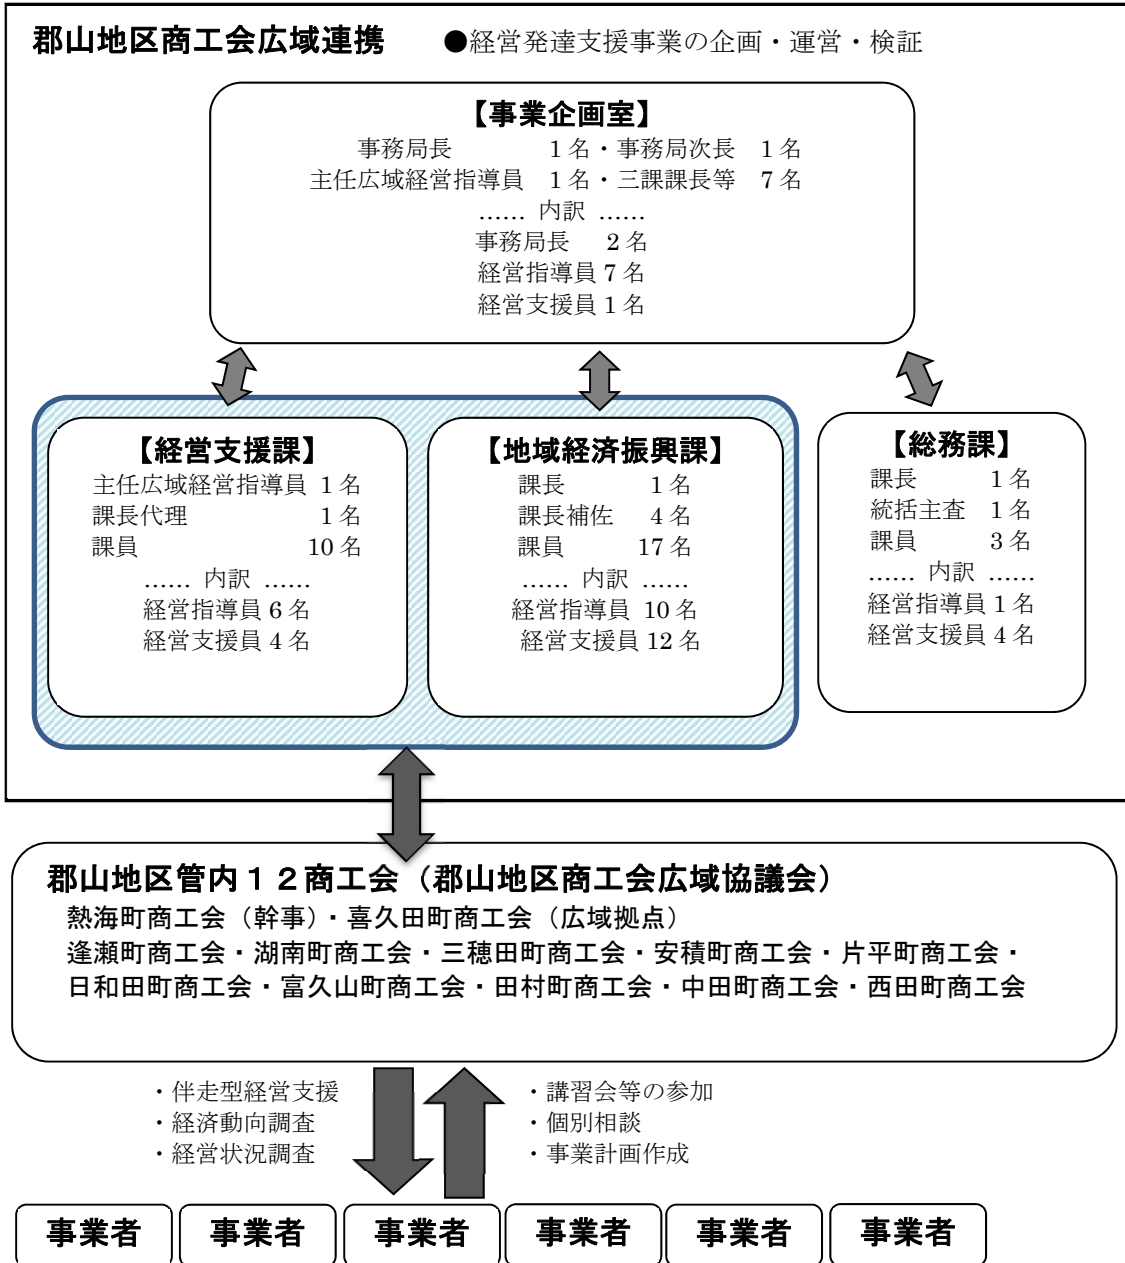 郡山地区商工会広域連携 ●経営発達支援事業の企画・運営・検証
【事業企画室】
事務局長 1名・事務局次長 1名
主任広域経営指導員 1名・三課課長等 7名
…… 内訳 ……
事務局長 2名
経営指導員 7名
経営支援員 1名
【経営支援課】
主任広域経営指導員 1名
課長代理 1名
課員 10名
…… 内訳 ……
経営指導員 6名
経営支援員 4名
【地域経済振興課】
課長 1名
課長補佐 4名
課員 17名
…… 内訳 ……
経営指導員 10名
経営支援員 12名
【総務課】
課長 1名
統括主査 1名
課員 3名
…… 内訳 ……
経営指導員 1名
経営支援員 4名
郡山地区管内12商工会(郡山地区商工会広域協議会)
熱海町商工会(幹事)・喜久田町商工会(広域拠点)
逢瀬町商工会・湖南町商工会・三穂田町商工会・安積町商工会・片平町商工会・
日和田町商工会・富久山町商工会・田村町商工会・中田町商工会・西田町商工会
・伴走型経営支援
・経済動向調査
・経営状況調査
・講習会等の参加
・個別相談
・事業計画作成
事業者 事業者 事業者 事業者 事業者 事業者